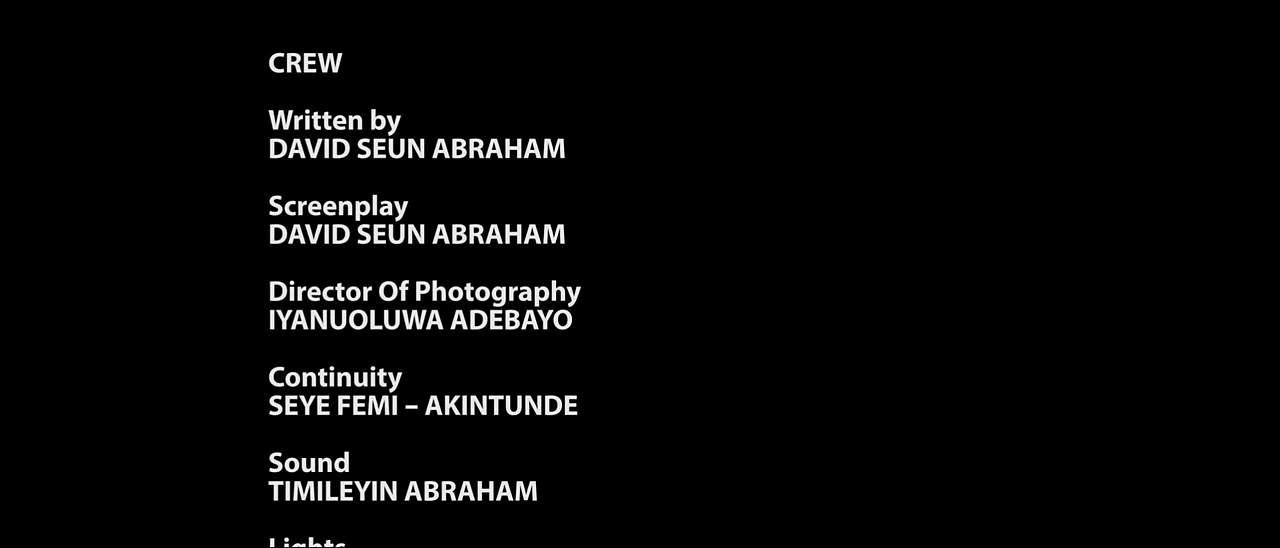 CREW
Written by
DAVID SEUN ABRAHAM
Screenplay
DAVID SEUN ABRAHAM
Director Of Photography
IYANUOLUWA ADEBAYO
Continuity
SEYE FEMI – AKINTUNDE
Sound
TIMILEYIN ABRAHAM
Lights